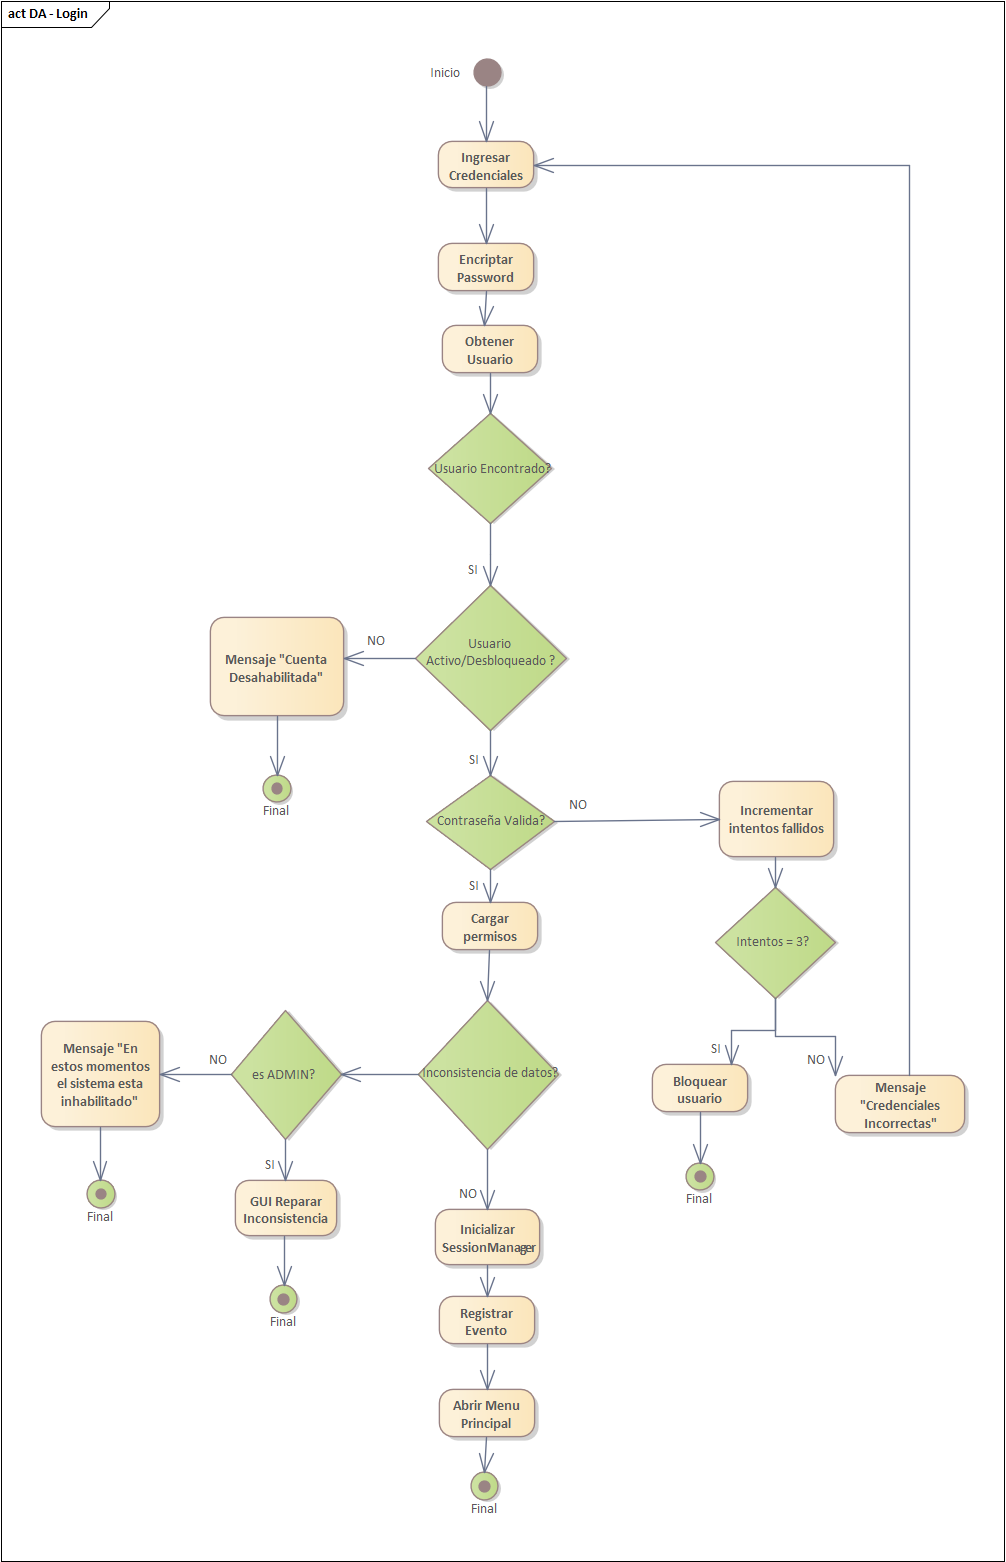 act DA - Login
Inicio
Ingresar
Credenciales
Encriptar
Password
Obtener
Usuario
Usuario Encontrado?
SI
Usuario
Activo/Desbloqueado ?
NO
Mensaje "Cuenta
Desahabilitada"
Final
SI
Contraseña Valida?
NO
Incrementar
intentos fallidos
SI
Cargar
permisos
Intentos = 3?
SI
NO
Bloquear
usuario
Mensaje
"Credenciales
Incorrectas"
Final
Inconsistencia de datos?
es ADMIN?
NO
Mensaje "En
estos momentos
el sistema esta
inhabilitado"
Final
SI
GUI Reparar
Inconsistencia
Final
NO
Inicializar
SessionManager
Registrar
Evento
Abrir Menu
Principal
Final